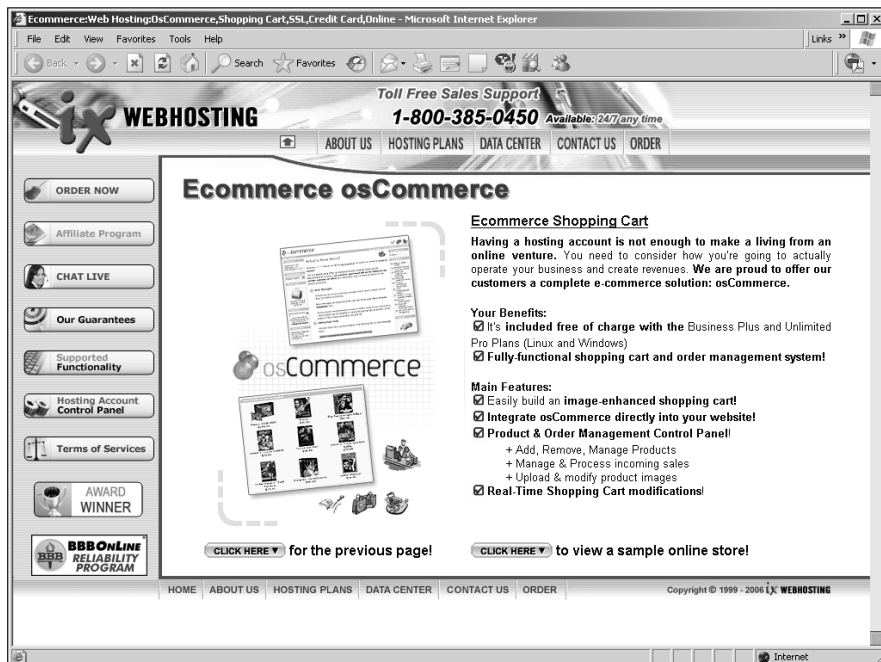 Ecommerce:Web Hosting:OsCommerce,Shopping Cart,SSL,Credit Card,Online - Microsoft Internet Explorer
File Edit View Favorites Tools Help
Links »
Back Search Favorites
Toll Free Sales Support
1-800-385-0450 Available: 24/7 any time
ix WEBHOSTING
ABOUT US HOSTING PLANS DATA CENTER CONTACT US ORDER
ORDER NOW
Affiliate Program
CHAT LIVE
Our Guarantees
Supported
Functionality
Hosting Account
Control Panel
Terms of Services
AWARD
WINNER
BBB
BBBONLINE
RELIABILITY
PROGRAM
Ecommerce osCommerce
osCommerce
Ecommerce Shopping Cart
Having a hosting account is not enough to make a living from an
online venture. You need to consider how you're going to actually
operate your business and create revenues. We are proud to offer our
customers a complete e-commerce solution: osCommerce.
Your Benefits:
It's included free of charge with the Business Plus and Unlimited
Pro Plans (Linux and Windows)
Fully-functional shopping cart and order management system!
Main Features:
Easily build an image-enhanced shopping cart!
Integrate osCommerce directly into your website!
Product & Order Management Control Panel!
+ Add, Remove, Manage Products
+ Manage & Process incoming sales
+ Upload & modify product images
Real-Time Shopping Cart modifications!
CLICK HERE ▼ for the previous page!
CLICK HERE ▼ to view a sample online store!
HOME ABOUT US HOSTING PLANS DATA CENTER CONTACT US ORDER
Copyright © 1999 - 2006 ix WEBHOSTING
Internet